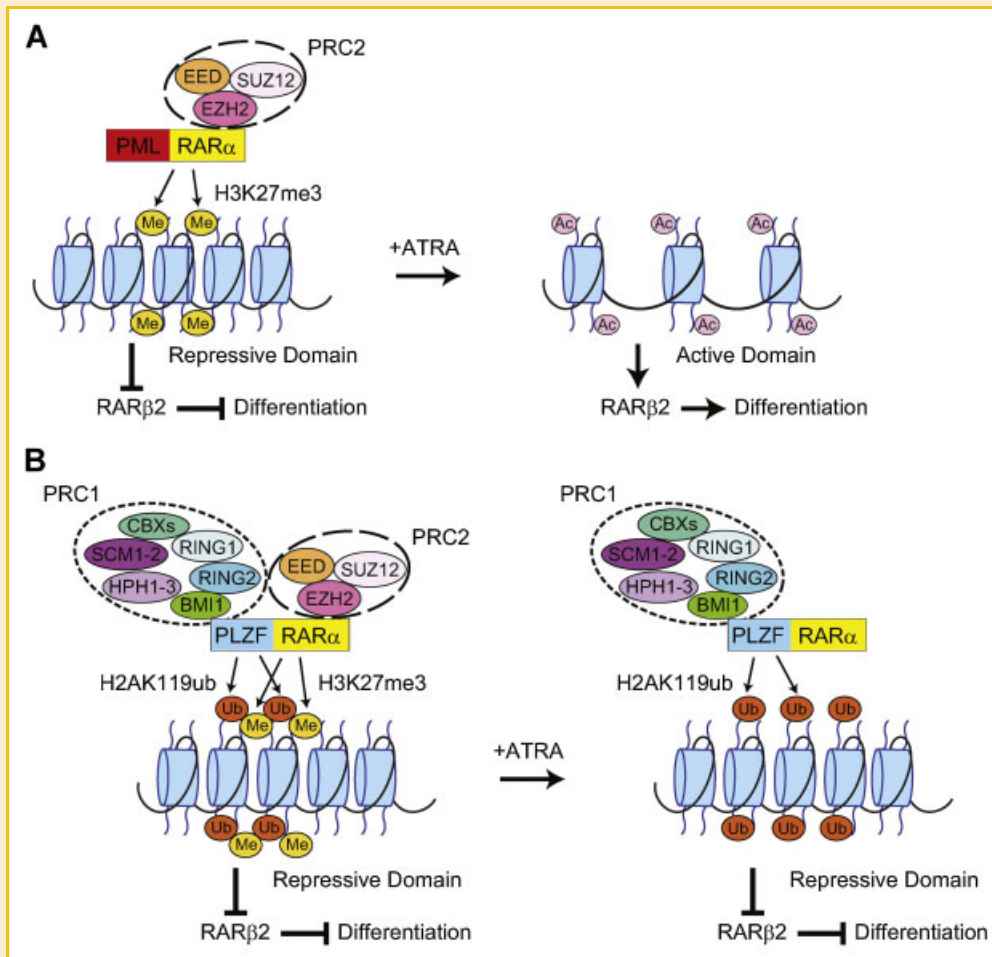 A
PRC2
EED
SUZ12
EZH2
PML RARα
H3K27me3
Me Me
Me Me
Repressive Domain
RARβ2 Differentiation
+ATRA
Ac Ac Ac
Ac Ac Ac
Active Domain
RARβ2 Differentiation
B
PRC1
CBXs
SCM1-2
RING1
HPH1-3
RING2
BMI1
PRC2
EED
SUZ12
EZH2
PLZF RARα
H2AK119ub
H3K27me3
Ub Ub
Me Me
Ub Ub
Me Me
Repressive Domain
RARβ2 Differentiation
+ATRA
PRC1
CBXs
SCM1-2
RING1
HPH1-3
RING2
BMI1
PLZF RARα
H2AK119ub
Ub Ub Ub
Ub Ub Ub
Repressive Domain
RARβ2 Differentiation